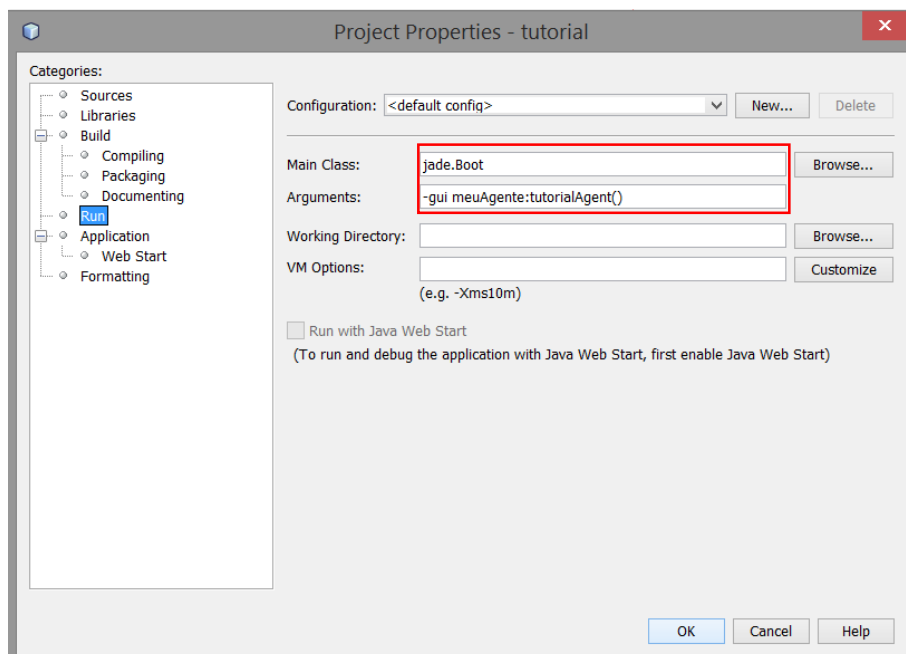 Project Properties - tutorial
Categories:
Sources
Libraries
Build
Compiling
Packaging
Documenting
Run
Application
Web Start
Formatting
Configuration: <default config> New... Delete
Main Class: jade.Boot Browse...
Arguments: -gui meuAgente:tutorialAgent()
Working Directory: Browse...
VM Options: Customize
(e.g. -Xms10m)
Run with Java Web Start
(To run and debug the application with Java Web Start, first enable Java Web Start)
OK Cancel Help